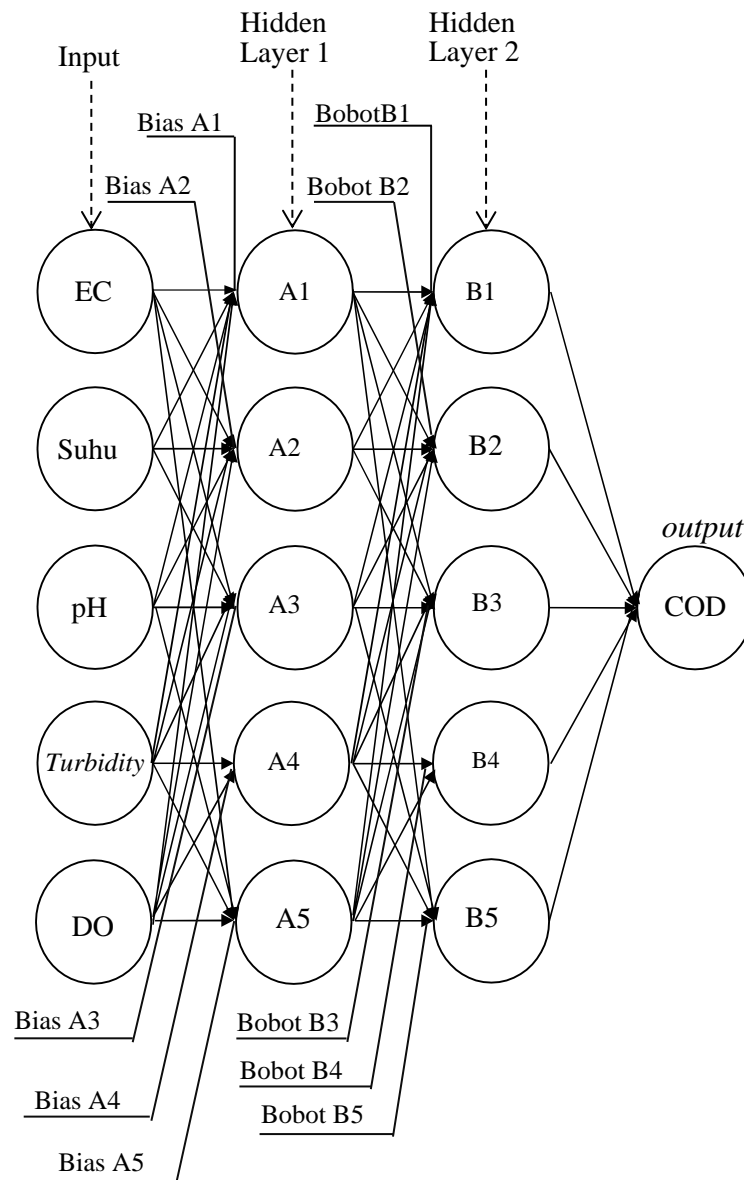 Input
Hidden
Layer 1
Hidden
Layer 2
Bias A1
BobotB1
Bias A2
Bobot B2
EC
A1
B1
Suhu
A2
B2
output
pH
A3
B3
COD
Turbidity
A4
B4
DO
A5
B5
Bias A3
Bobot B3
Bobot B4
Bias A4
Bobot B5
Bias A5